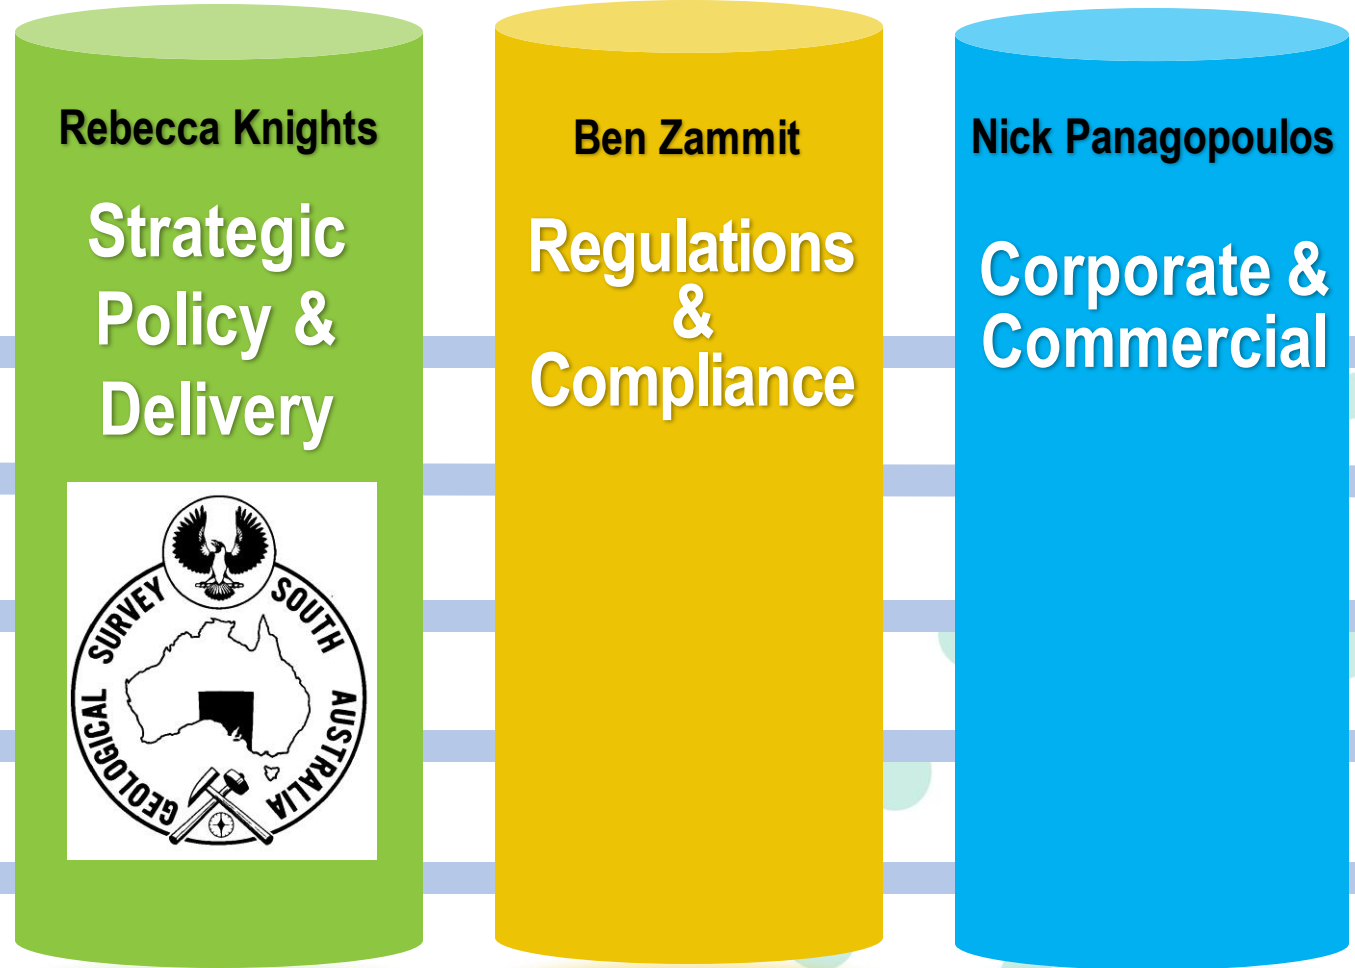 Rebecca Knights
Strategic
Policy &
Delivery
GEOLOGICAL SURVEY SOUTH AUSTRALIA
Ben Zammit
Regulations
&
Compliance
Nick Panagopoulos
Corporate &
Commercial